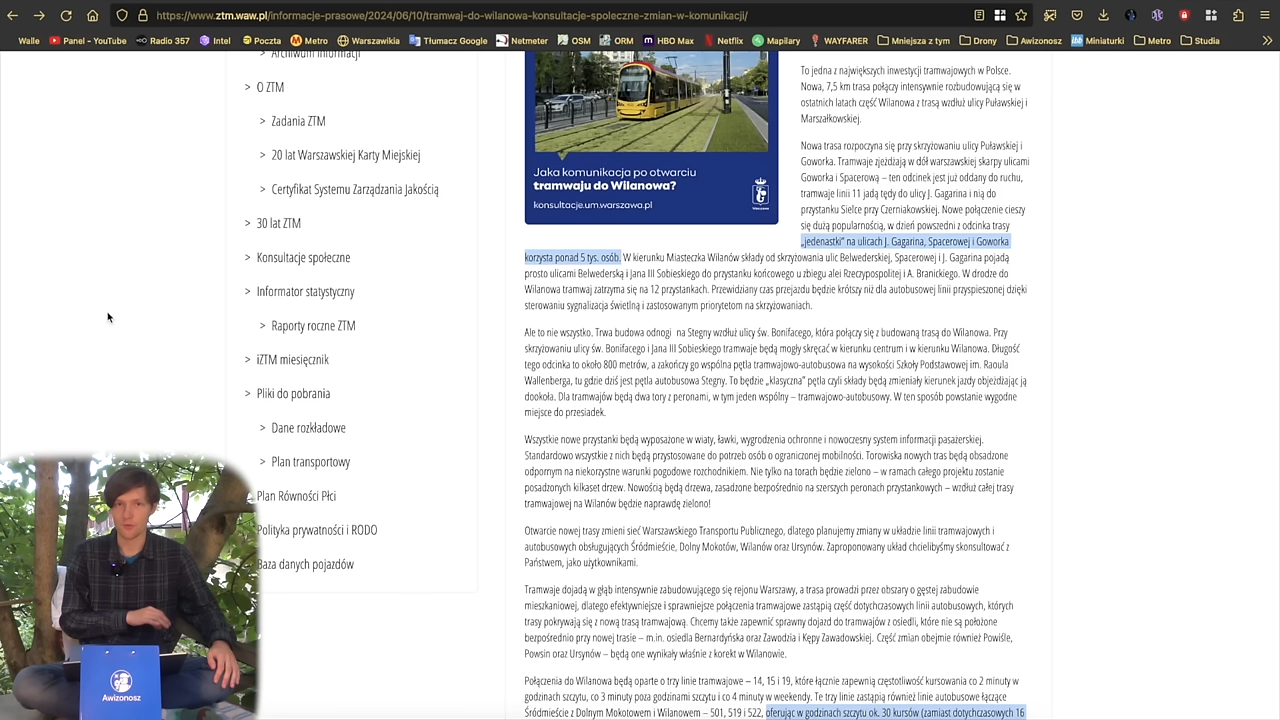 https://www.ztm.waw.pl/informacje-prasowe/2024/06/10/tramwaj-do-wilanowa-konsultacje-spoleczne-zmian-w-komunikacji/
Walle
Panel - YouTube
Radio 357
Intel
Poczta
Metro
Warszawikia
Tłumacz Google
Netmeter
OSM
ORM
HBO Max
Netflix
Mapilary
WAYFARER
Mniejsza z tym
Drony
Awizonosz
Miniaturki
Metro
Studia
> Archiwum informacji
> O ZTM
> Zadania ZTM
> 20 lat Warszawskiej Karty Miejskiej
> Certyfikat Systemu Zarządzania Jakością
> 30 lat ZTM
> Konsultacje społeczne
> Informator statystyczny
> Raporty roczne ZTM
> iZTM miesięcznik
> Pliki do pobrania
> Dane rozkładowe
> Plan transportowy
Plan Równości Płci
Polityka prywatności i RODO
Baza danych pojazdów
Awizonosz
Jaka komunikacja po otwarciu
tramwaju do Wilanowa?
konsultacje.um.warszawa.pl
To jedna z największych inwestycji tramwajowych w Polsce.
Nowa, 7,5 km trasa połączy intensywnie rozbudowującą się w
ostatnich latach część Wilanowa z trasą wzdłuż ulicy Puławskiej i
Marszałkowskiej.
Nowa trasa rozpoczyna się przy skrzyżowaniu ulicy Puławskiej i
Goworka. Tramwaje zjeżdżają w dół warszawskiej skarpy ulicami
Goworka i Spacerową – ten odcinek jest już oddany do ruchu,
tramwaje linii 11 jadą tędy do ulicy J. Gagarina i nią do
przystanku Sielce przy Czerniakowskiej. Nowe połączenie cieszy
się dużą popularnością, w dzień powszedni z odcinka trasy
„jedenastki” na ulicach J. Gagarina, Spacerowej i Goworka
korzysta ponad 5 tys. osób. W kierunku Miasteczka Wilanów składy od skrzyżowania ulic Belwederskiej, Spacerowej i J. Gagarina pojadą
prosto ulicami Belwederską i Jana III Sobieskiego do przystanku końcowego u zbiegu alei Rzeczypospolitej i A. Branickiego. W drodze do
Wilanowa tramwaj zatrzyma się na 12 przystankach. Przewidziany czas przejazdu będzie krótszy niż dla autobusowej linii przyspieszonej dzięki
sterowaniu sygnalizacja świetlną i zastosowanym priorytetom na skrzyżowaniach.
Ale to nie wszystko. Trwa budowa odnogi na Stegny wzdłuż ulicy św. Bonifacego, która połączy się z budowaną trasą do Wilanowa. Przy
skrzyżowaniu ulicy św. Bonifacego i Jana III Sobieskiego tramwaje będą mogły skręcać w kierunku centrum i w kierunku Wilanowa. Długość
tego odcinka to około 800 metrów, a zakończy go wspólna pętla tramwajowo-autobusowa na wysokości Szkoły Podstawowej im. Raoula
Wallenberga, tu gdzie dziś jest pętla autobusowa Stegny. To będzie „klasyczna” pętla czyli składy będą zmieniały kierunek jazdy objeżdżając ją
dookoła. Dla tramwajów będą dwa tory z peronami, w tym jeden wspólny – tramwajowo-autobusowy. W ten sposób powstanie wygodne
miejsce do przesiadek.
Wszystkie nowe przystanki będą wyposażone w wiaty, ławki, wygrodzenia ochronne i nowoczesny system informacji pasażerskiej.
Standardowo wszystkie z nich będą przystosowane do potrzeb osób o ograniczonej mobilności. Torowiska nowych tras będą obsadzone
odpornym na niekorzystne warunki pogodowe rozchodnikiem. Nie tylko na torach będzie zielono – w ramach całego projektu zostanie
posadzonych kilkaset drzew. Nowością będą drzewa, zasadzone bezpośrednio na szerszych peronach przystankowych – wzdłuż całej trasy
tramwajowej na Wilanów będzie naprawdę zielono!
Otwarcie nowej trasy zmieni sieć Warszawskiego Transportu Publicznego, dlatego planujemy zmiany w układzie linii tramwajowych i
autobusowych obsługujących Śródmieście, Dolny Mokotów, Wilanów oraz Ursynów. Zaproponowany układ chcielibyśmy skonsultować z
Państwem, jako użytkownikami.
Tramwaje dojadą w głąb intensywnie zabudowującego się rejonu Warszawy, a trasa prowadzi przez obszary o gęstej zabudowie
mieszkaniowej, dlatego efektywniejsze i sprawniejsze połączenia tramwajowe zastąpią część dotychczasowych linii autobusowych, których
trasy pokrywają się z nową trasą tramwajową. Chcemy także zapewnić sprawny dojazd do tramwajów z osiedli, które nie są położone
bezpośrednio przy nowej trasie – m.in. osiedla Bernardyńska oraz Zawodzia i Kępy Zawadowskiej. Część zmian obejmie również Powiśle,
Powsin oraz Ursynów – będą one wynikały właśnie z korekt w Wilanowie.
Połączenia do Wilanowa będą oparte o trzy linie tramwajowe – 14, 15 i 19, które łącznie zapewnią częstotliwość kursowania co 2 minuty w
godzinach szczytu, co 3 minuty poza godzinami szczytu i co 4 minuty w weekendy. Te trzy linie zastąpią również linie autobusowe łączące
Śródmieście z Dolnym Mokotowem i Wilanowem – 501, 519 i 522, oferując w godzinach szczytu ok. 30 kursów (zamiast dotychczasowych 16